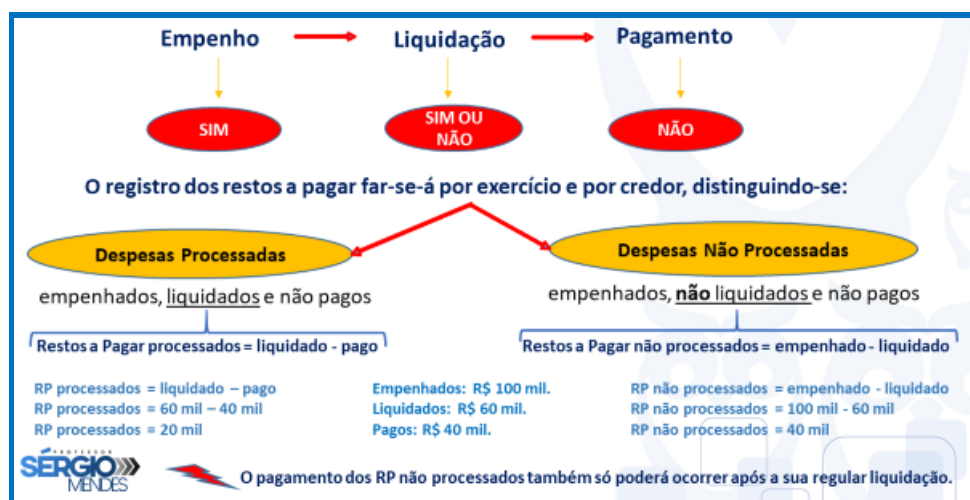 Empenho Liquidação Pagamento
SIM
SIM OU
NÃO
NÃO
O registro dos restos a pagar far-se-á por exercício e por credor, distinguindo-se:
Despesas Processadas
Despesas Não Processadas
empenhados, liquidados e não pagos
empenhados, não liquidados e não pagos
Restos a Pagar processados = liquidado - pago
Restos a Pagar não processados = empenhado - liquidado
RP processados = liquidado – pago
RP processados = 60 mil – 40 mil
RP processados = 20 mil
Empenhados: R$ 100 mil.
Liquidados: R$ 60 mil.
Pagos: R$ 40 mil.
RP não processados = empenhado - liquidado
RP não processados = 100 mil - 60 mil
RP não processados = 40 mil
PROFESSOR
SÉRGIO
MENDES
O pagamento dos RP não processados também só poderá ocorrer após a sua regular liquidação.